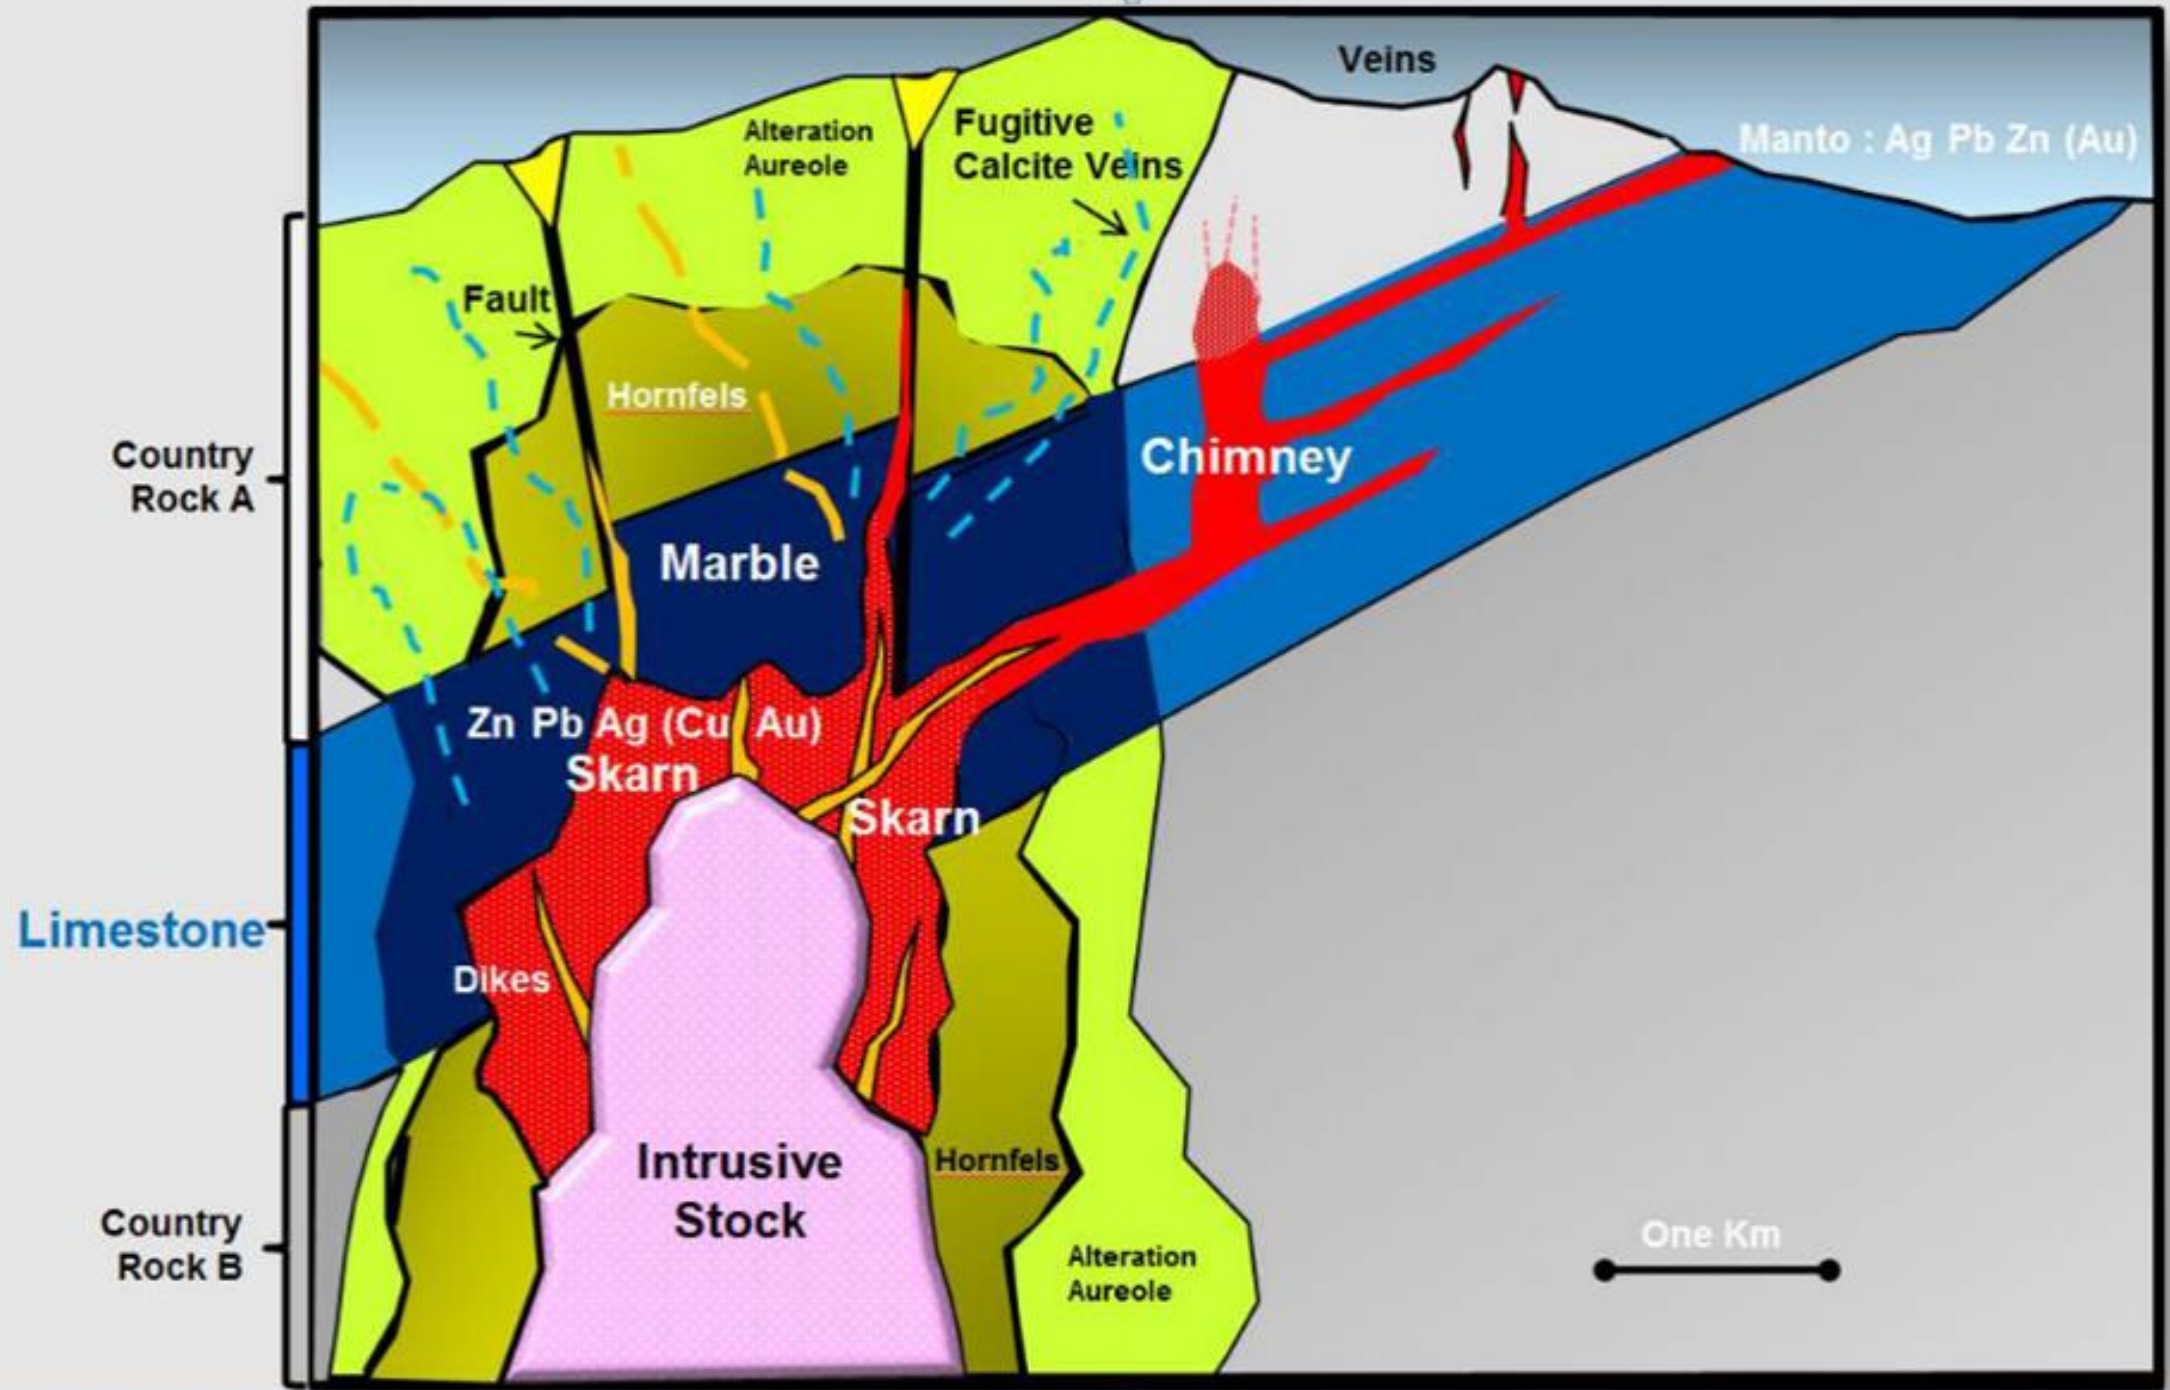 Veins
Manto : Ag Pb Zn (Au)
Alteration
Aureole
Fugitive
Calcite Veins
Fault
Hornfels
Country
Rock A
Chimney
Marble
Zn Pb Ag (Cu Au)
Skarn
Skarn
Limestone
Dikes
Intrusive
Stock
Hornfels
Country
Rock B
Alteration
Aureole
One Km